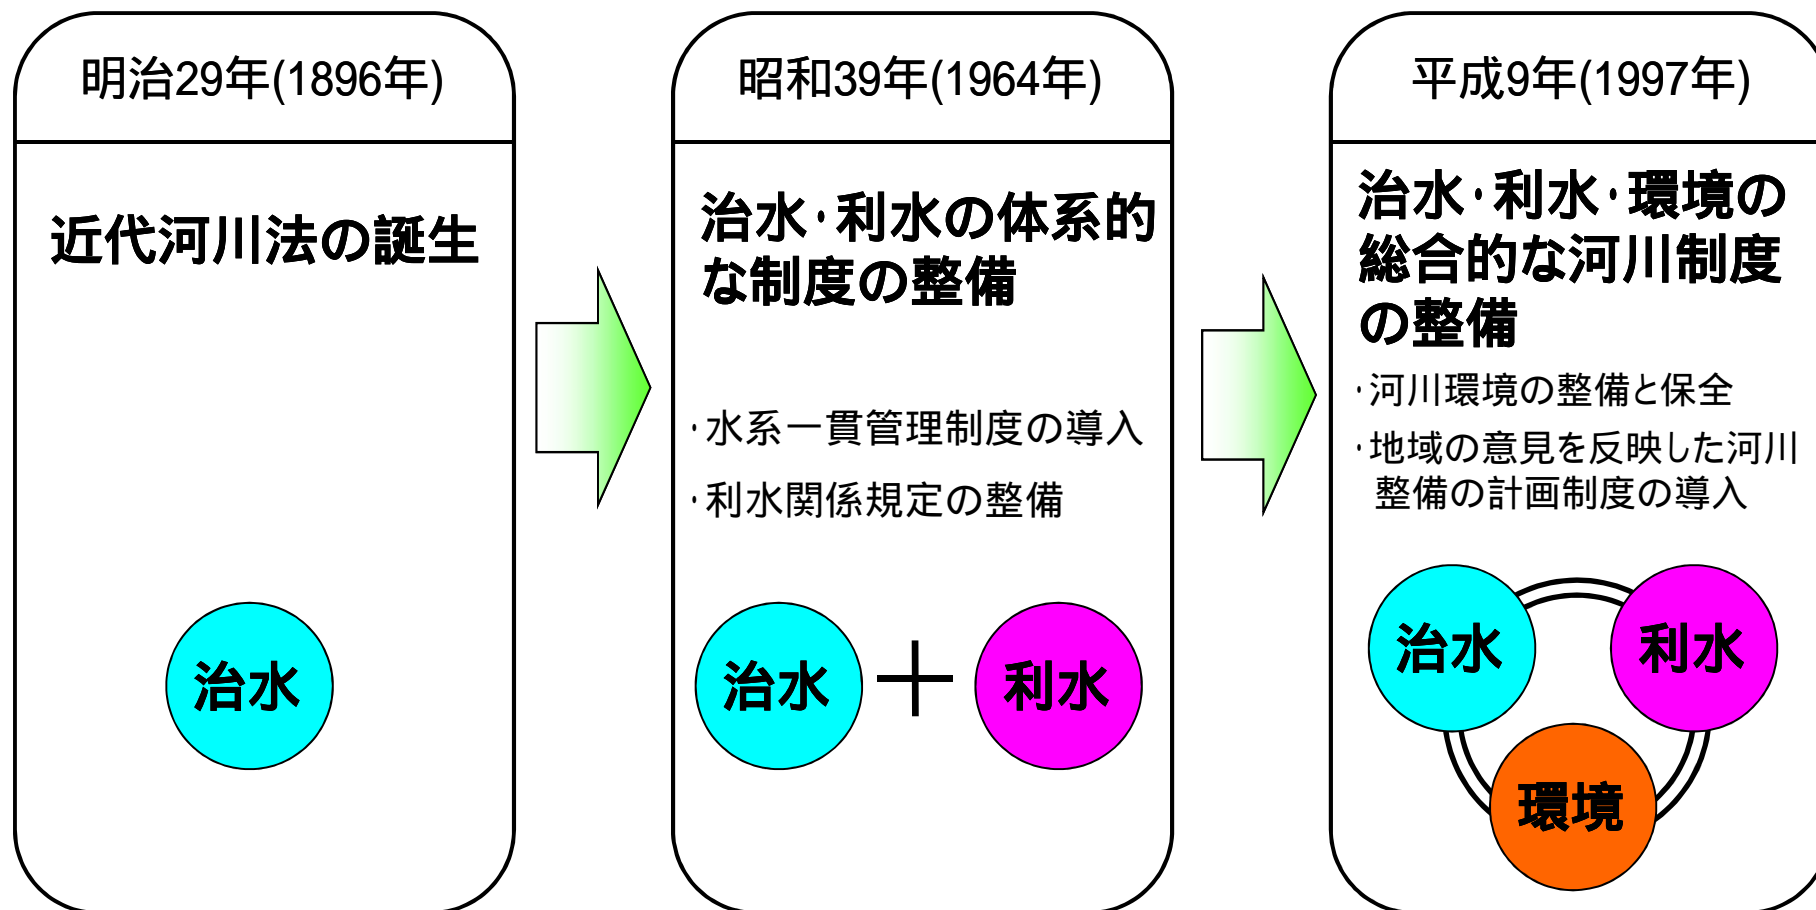 明治29年(1896年)
近代河川法の誕生
治水
昭和39年(1964年)
治水･利水の体系的
な制度の整備
･水系一貫管理制度の導入
･利水関係規定の整備
治水
利水
平成9年(1997年)
治水･利水･環境の
総合的な河川制度
の整備
･河川環境の整備と保全
･地域の意見を反映した河川
整備の計画制度の導入
治水
利水
環境